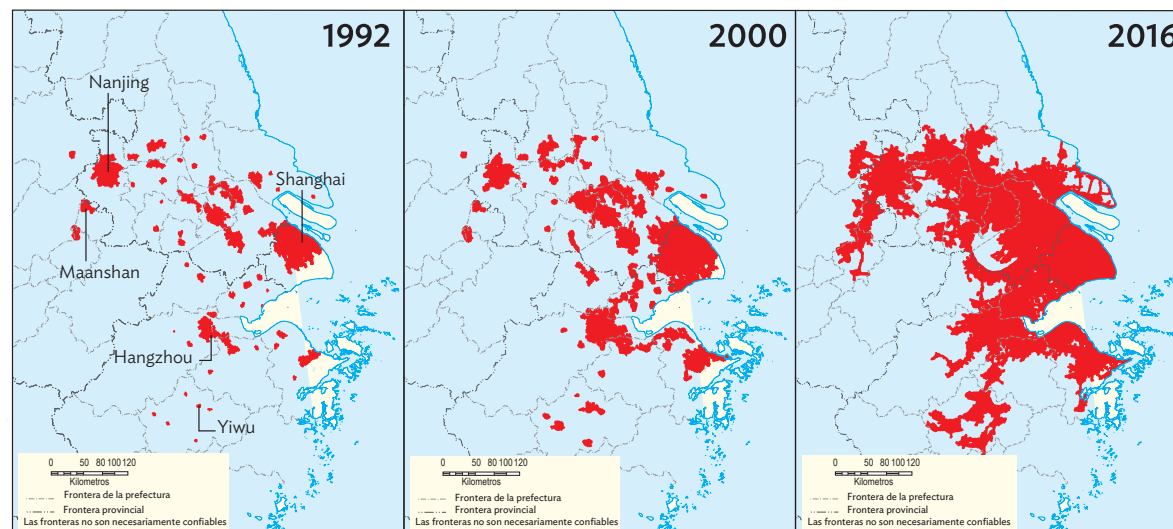 1992
Nanjing
Shanghai
Maanshan
Hangzhou
Yiwu
0 50 80 100 120
Kilometros
Frontera de la prefectura
Frontera provincial
Las fronteras no son necesariamente confiables
2000
0 50 80 100 120
Kilometros
Frontera de la prefectura
Frontera provincial
Las fronteras no son necesariamente confiables
2016
0 50 80 100 120
Kilometros
Frontera de la prefectura
Frontera provincial
Las fronteras no son necesariamente confiables